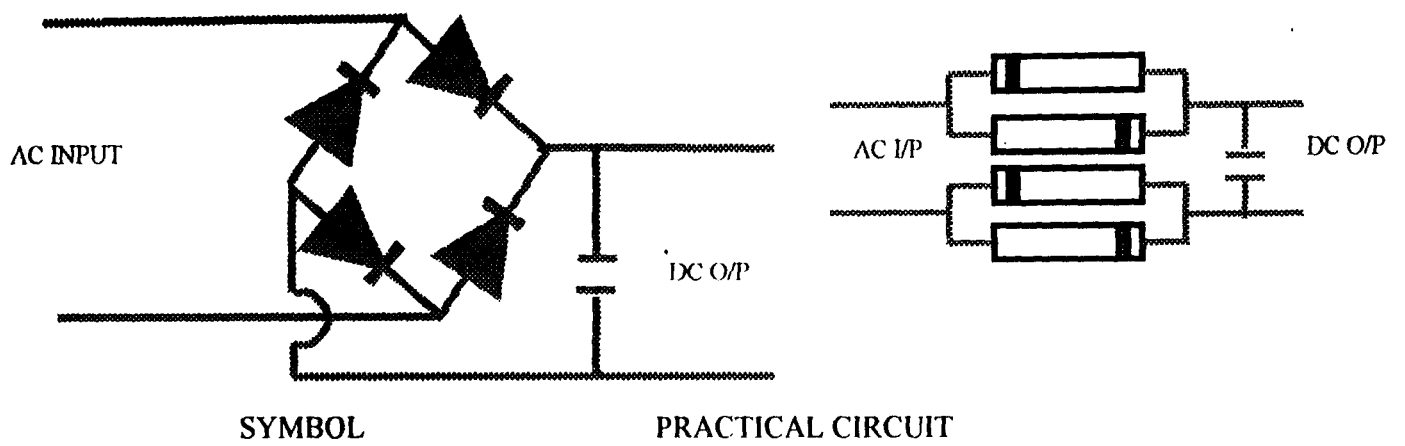 AC INPUT
DC O/P
AC I/P
DC O/P
SYMBOL
PRACTICAL CIRCUIT